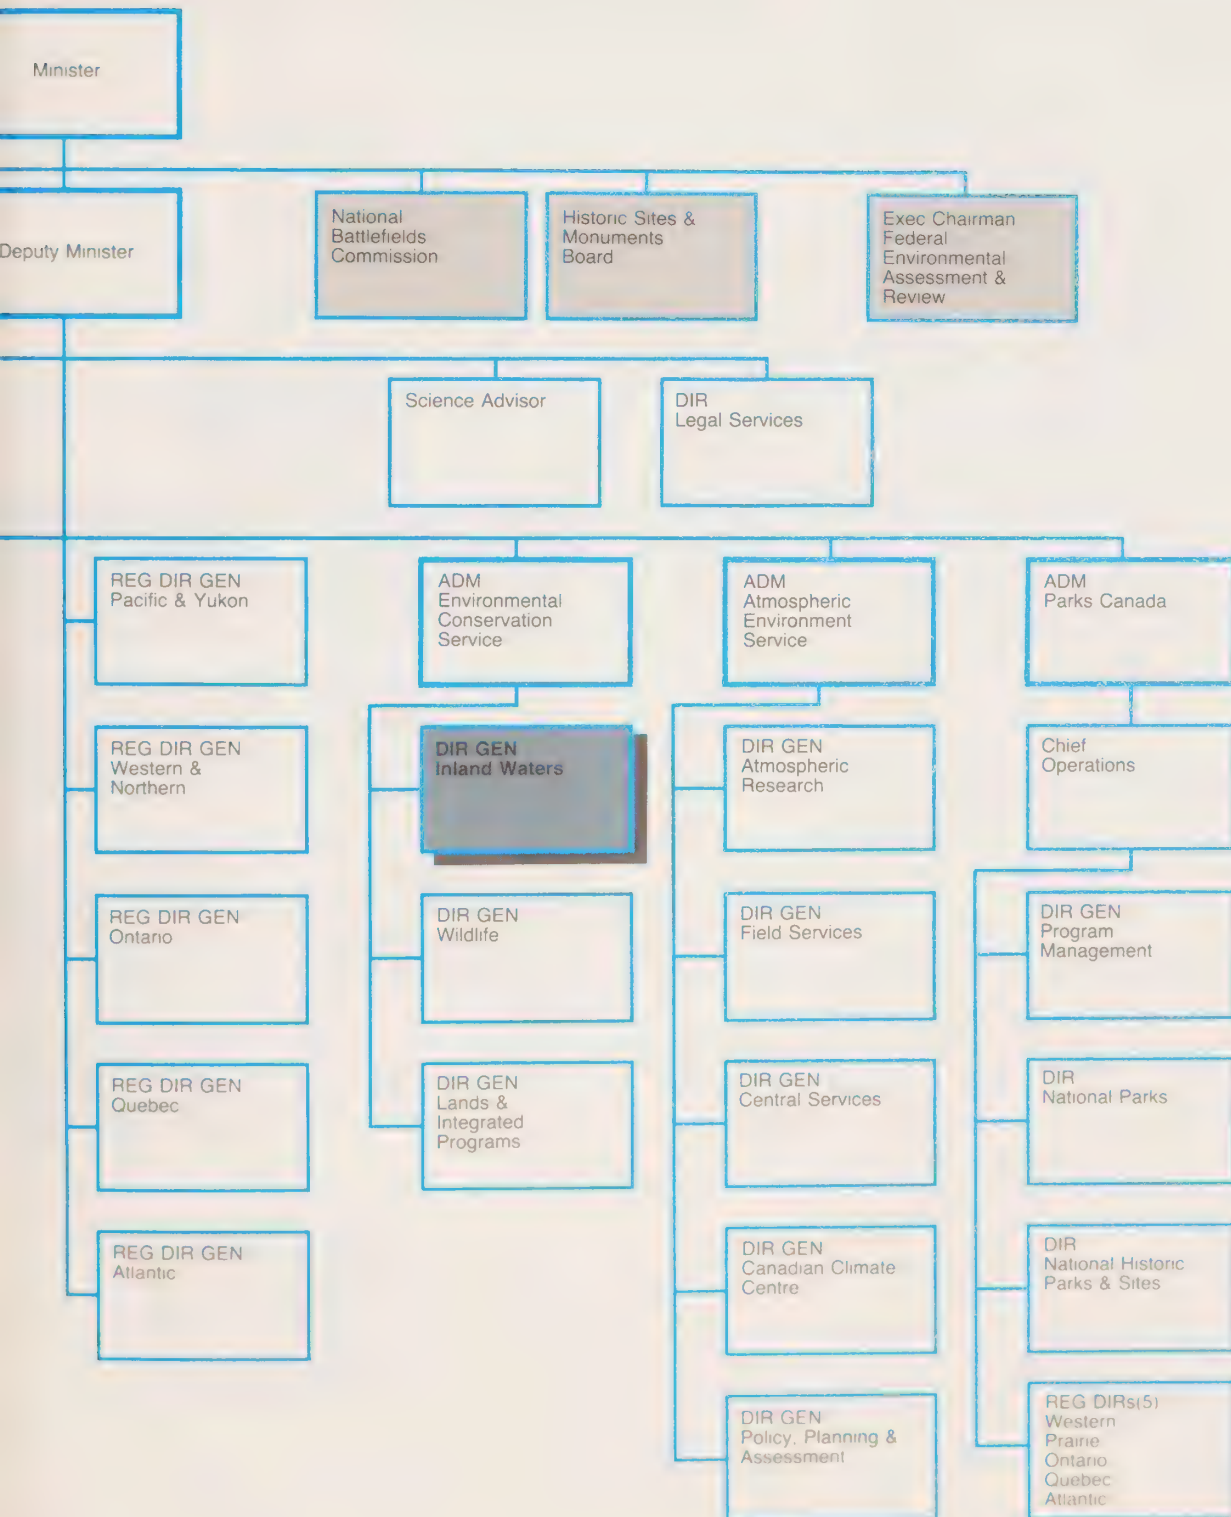 Minister
Deputy Minister
National
Battlefields
Commission
Historic Sites &
Monuments
Board
Exec Chairman
Federal
Environmental
Assessment &
Review
Science Advisor
DIR
Legal Services
REG DIR GEN
Pacific & Yukon
REG DIR GEN
Western &
Northern
REG DIR GEN
Ontario
REG DIR GEN
Quebec
REG DIR GEN
Atlantic
ADM
Environmental
Conservation
Service
DIR GEN
Inland Waters
DIR GEN
Wildlife
DIR GEN
Lands &
Integrated
Programs
ADM
Atmospheric
Environment
Service
DIR GEN
Atmospheric
Research
DIR GEN
Field Services
DIR GEN
Central Services
DIR GEN
Canadian Climate
Centre
DIR GEN
Policy, Planning &
Assessment
ADM
Parks Canada
Chief
Operations
DIR GEN
Program
Management
DIR
National Parks
DIR
National Historic
Parks & Sites
REG DIRs(5)
Western
Prairie
Ontario
Quebec
Atlantic